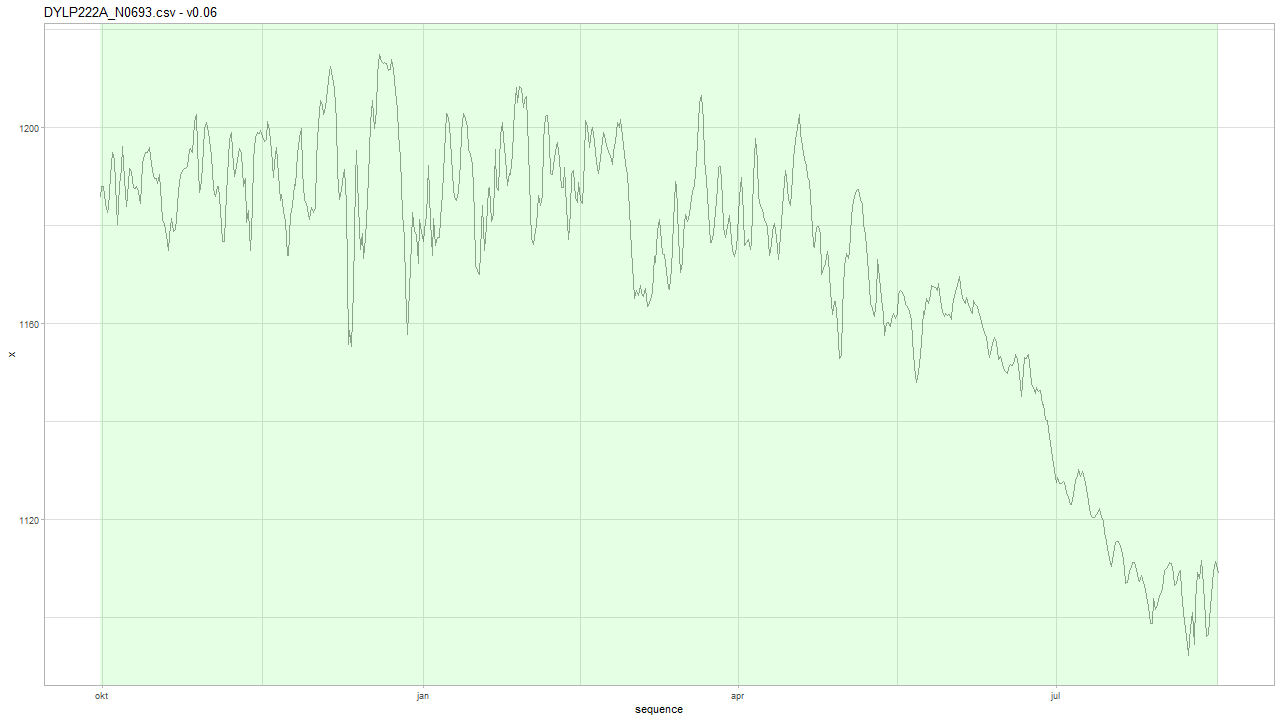 DYLP222A_N0693.csv - v0.06
1200
1160
1120
x
okt jan apr jul
sequence